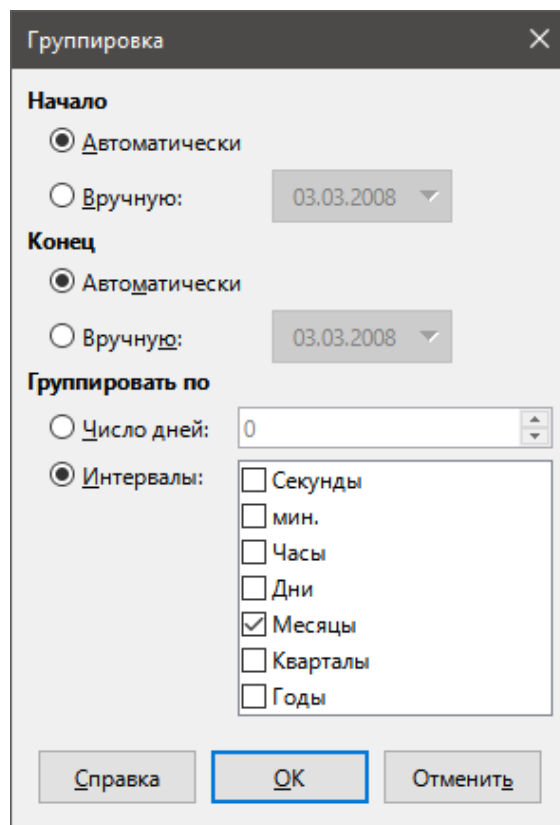 Группировка
Начало
Автоматически
Вручную: 03.03.2008
Конец
Автоматически
Вручную: 03.03.2008
Группировать по
Число дней: 0
Интервалы: Секунды
мин.
Часы
Дни
Месяцы
Кварталы
Годы
Справка OK Отменить